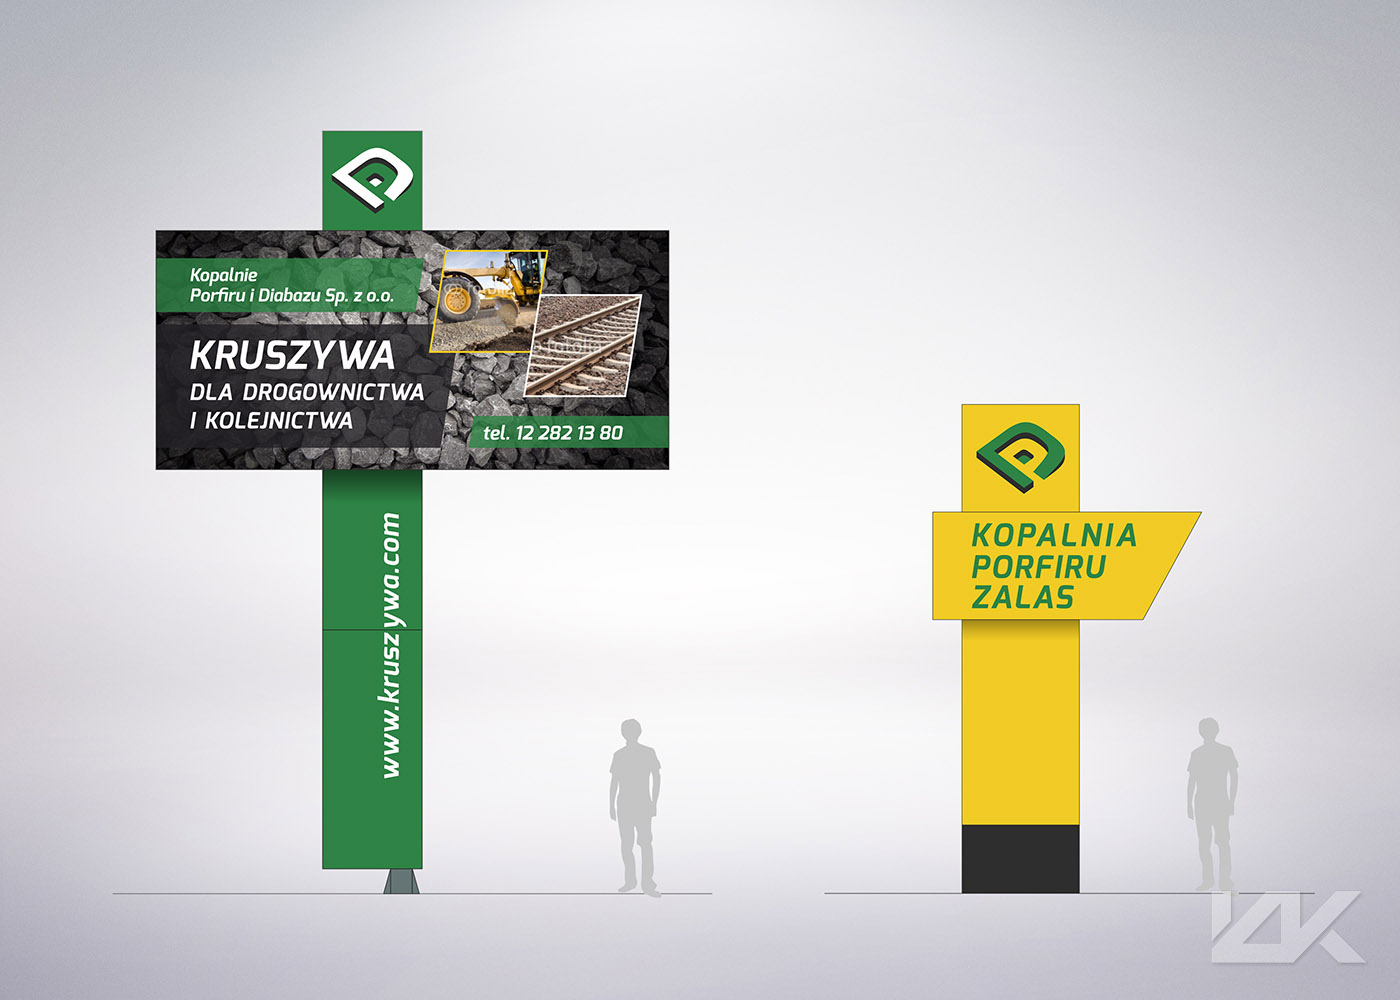 Kopalnie
Porfiru i Diabazu Sp. z o.o.
KRUSZYWA
DLA DROGOWNICTWA
I KOLEJNICTWA
tel. 12 282 13 80
www.kruszywa.com
KOPALNIA
PORFIRU
ZALAS